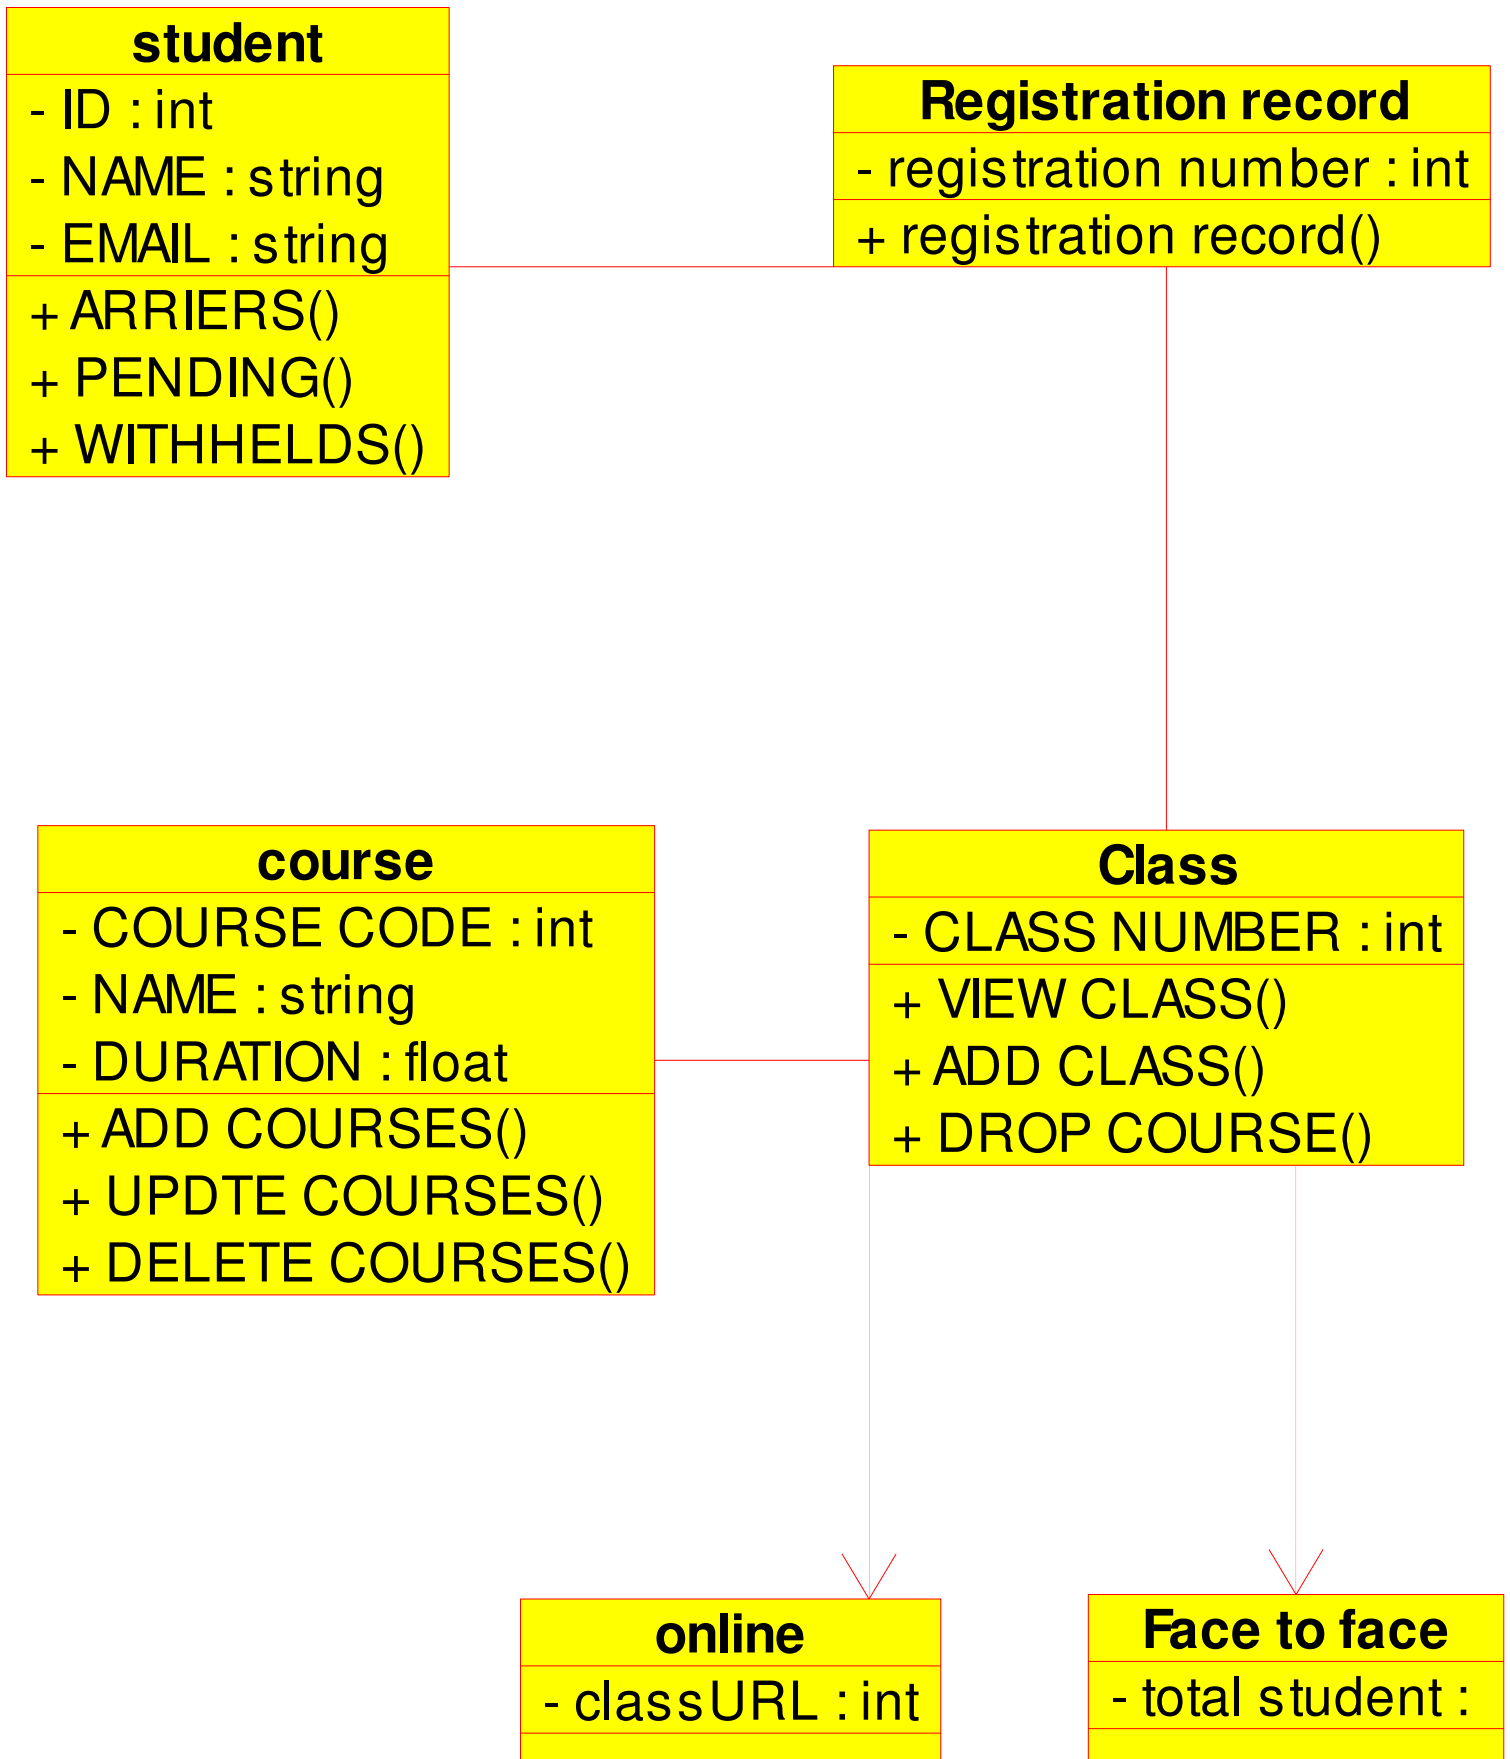 student
- ID : int
- NAME : string
- EMAIL : string
+ ARRIERS()
+ PENDING()
+ WITHHELDS()
Registration record
- registration number : int
+ registration record()
course
- COURSE CODE : int
- NAME : string
- DURATION : float
+ ADD COURSES()
+ UPDTE COURSES()
+ DELETE COURSES()
Class
- CLASS NUMBER : int
+ VIEW CLASS()
+ ADD CLASS()
+ DROP COURSE()
online
- classURL : int
Face to face
- total student :